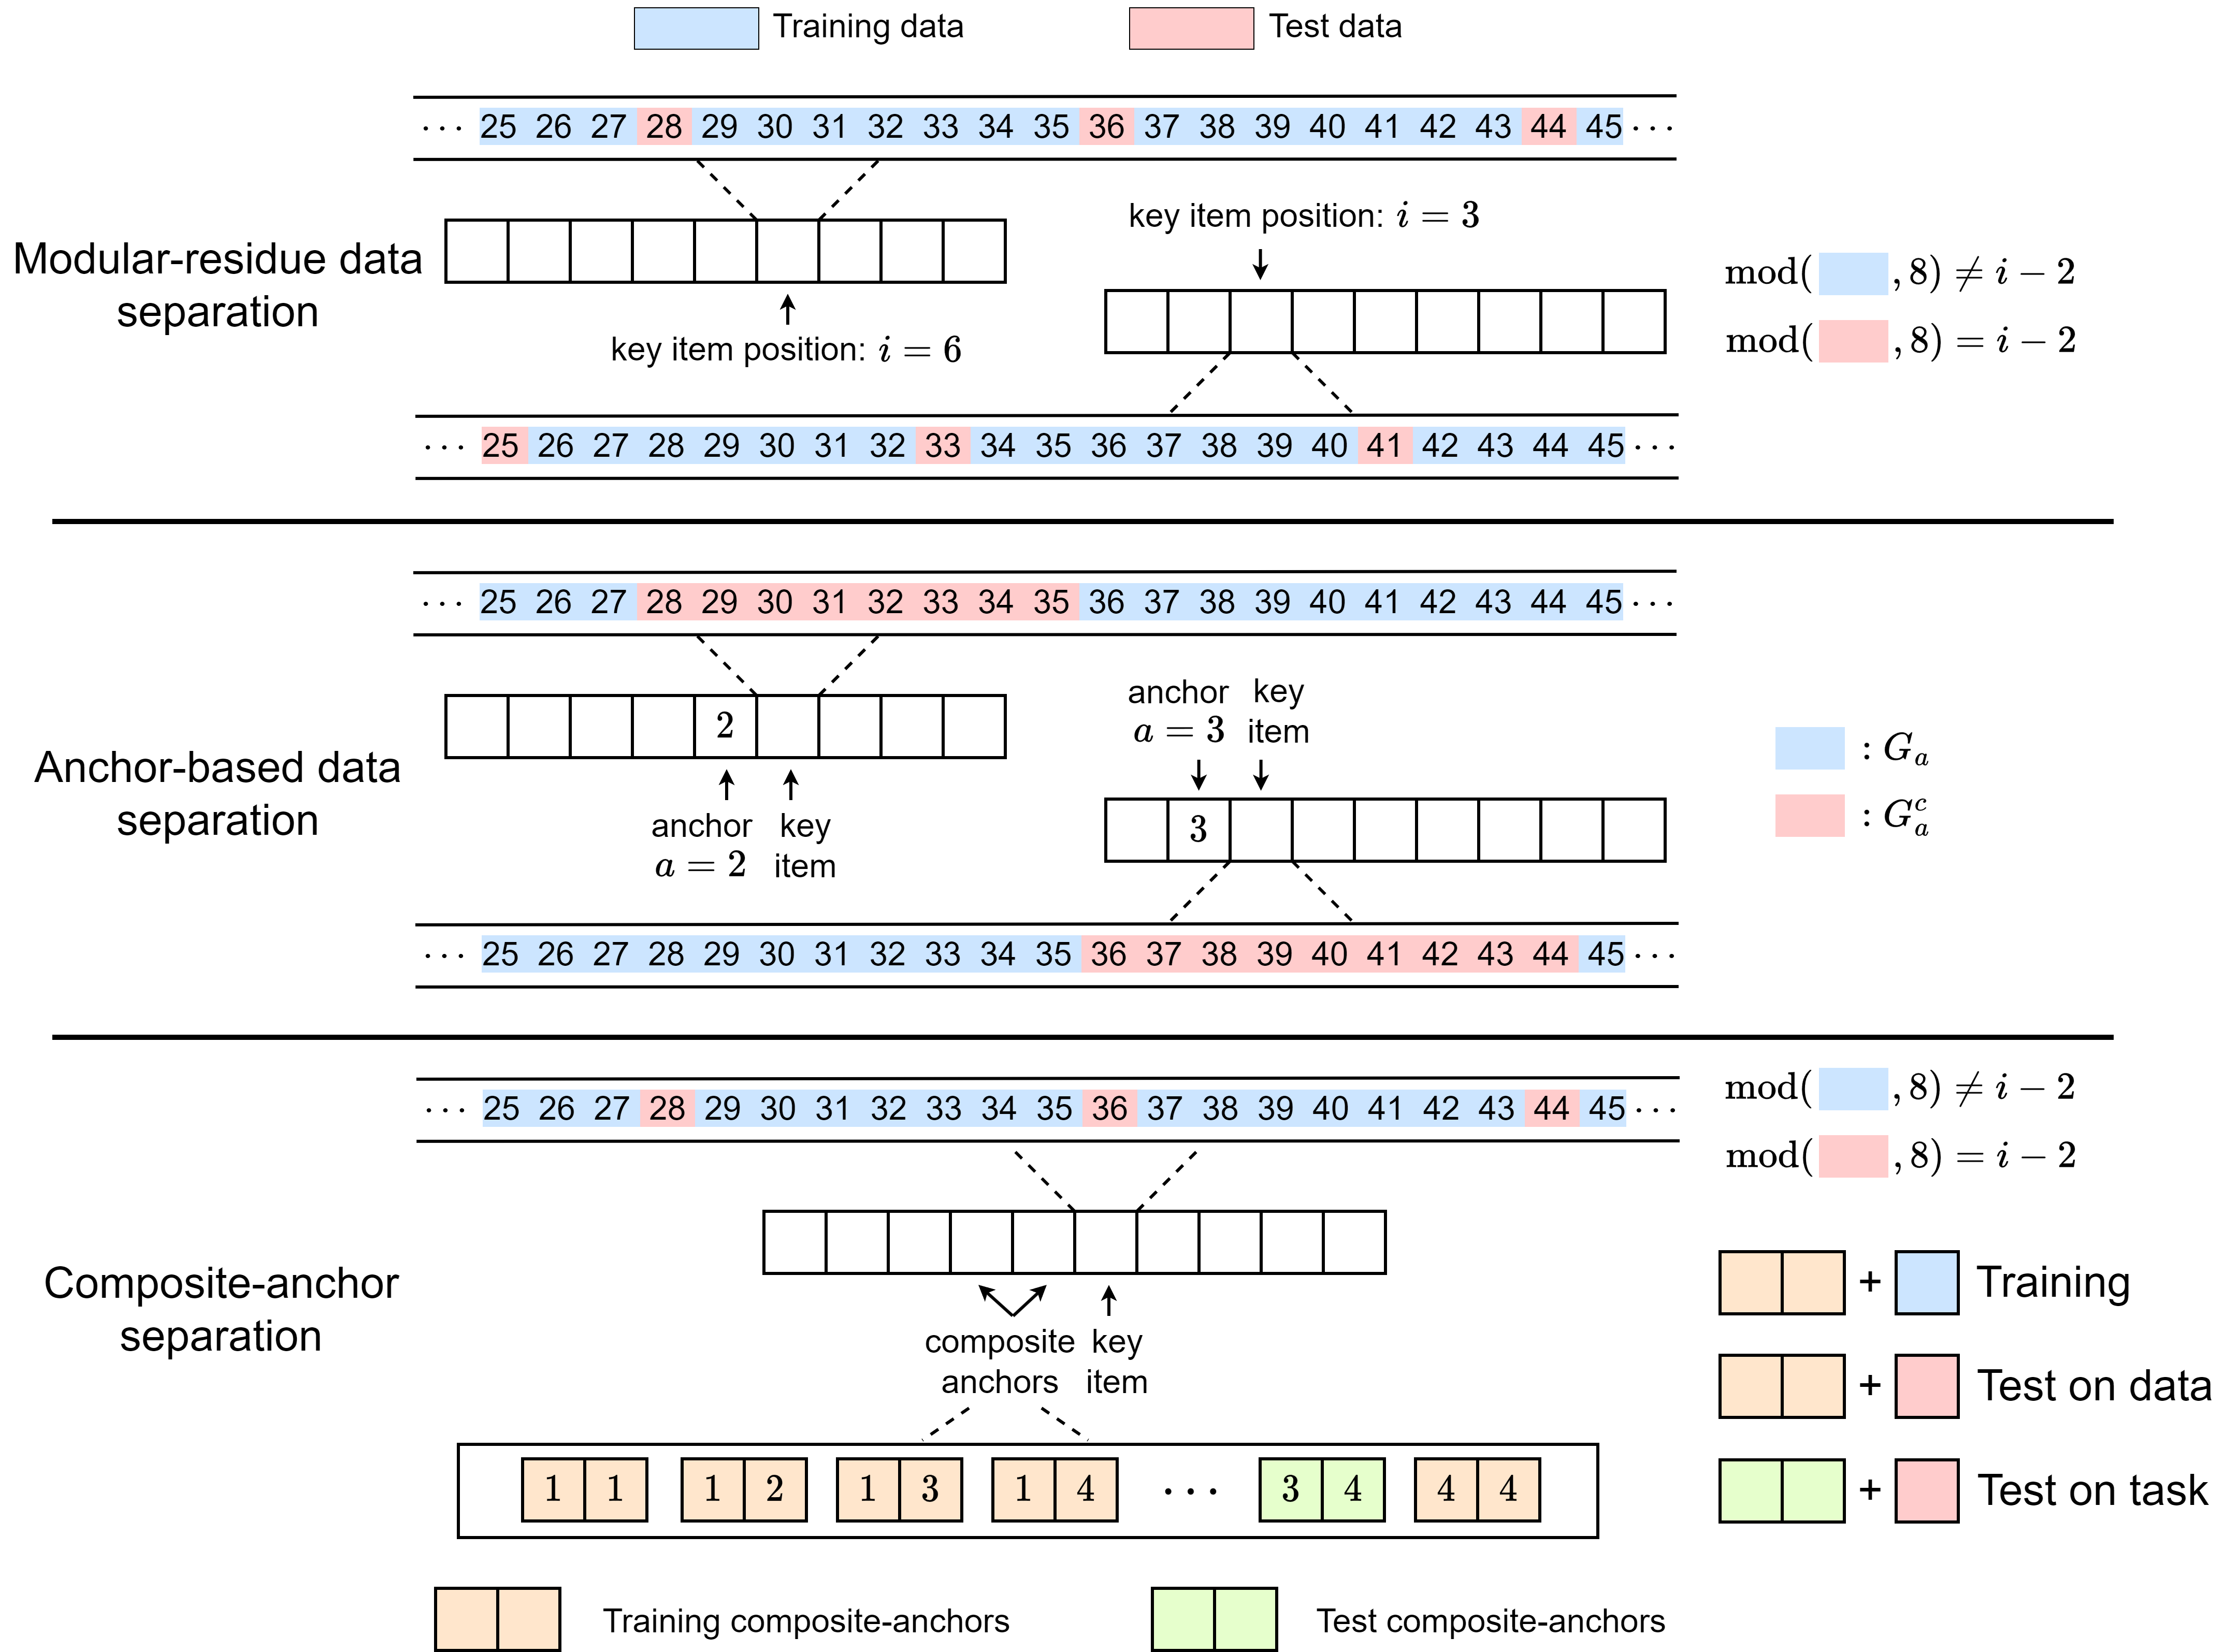 Training data
Test data
··· 25 26 27 28 29 30 31 32 33 34 35 36 37 38 39 40 41 42 43 44 45 ···
key item position: i = 3
Modular-residue data
separation
mod( , 8) ≠ i − 2
mod( , 8) = i − 2
key item position: i = 6
··· 25 26 27 28 29 30 31 32 33 34 35 36 37 38 39 40 41 42 43 44 45 ···
··· 25 26 27 28 29 30 31 32 33 34 35 36 37 38 39 40 41 42 43 44 45 ···
2
anchor key
a = 3 item
Anchor-based data
separation
: G_a
: G_a^c
anchor key
a = 2 item
3
··· 25 26 27 28 29 30 31 32 33 34 35 36 37 38 39 40 41 42 43 44 45 ···
··· 25 26 27 28 29 30 31 32 33 34 35 36 37 38 39 40 41 42 43 44 45 ···
mod( , 8) ≠ i − 2
mod( , 8) = i − 2
Composite-anchor
separation
composite key
anchors item
+ Training
+ Test on data
+ Test on task
1 1 1 2 1 3 1 4 ··· 3 4 4 4
Training composite-anchors
Test composite-anchors